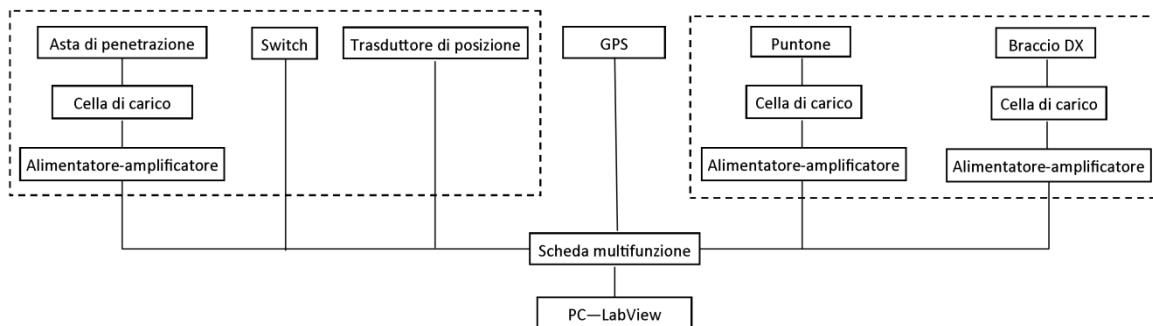 Asta di penetrazione
Switch
Trasduttore di posizione
GPS
Puntone
Braccio DX
Cella di carico
Cella di carico
Cella di carico
Alimentatore-amplificatore
Alimentatore-amplificatore
Alimentatore-amplificatore
Scheda multifunzione
PC—LabView